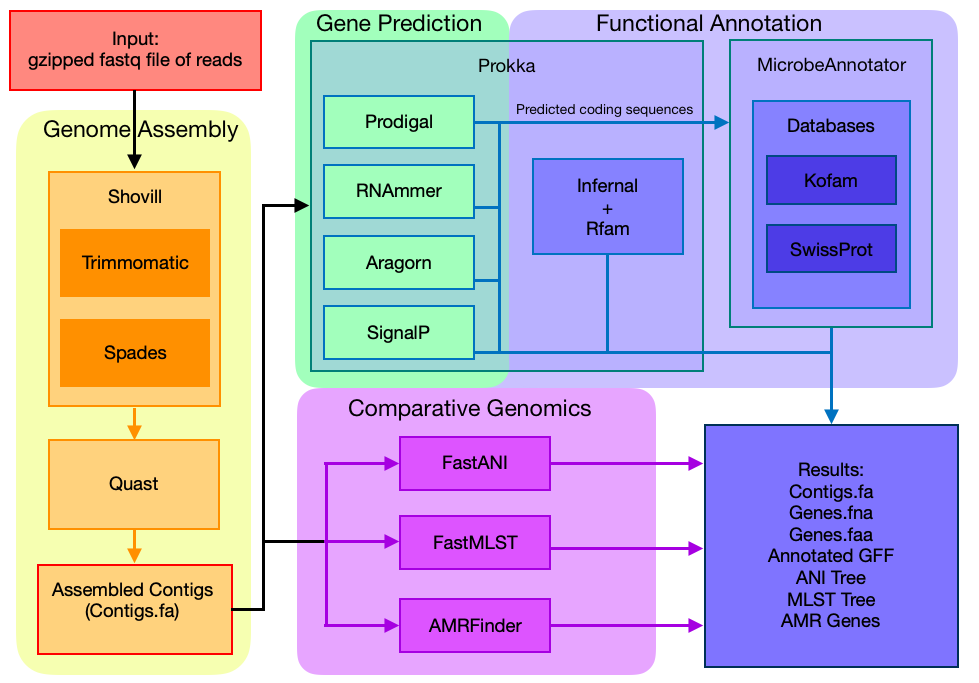 Input:
gzipped fastq file of reads
Genome Assembly
Shovill
Trimmomatic
Spades
Quast
Assembled Contigs
(Contigs.fa)
Gene Prediction
Functional Annotation
Prokka
Prodigal
RNAmmer
Aragorn
SignalP
Predicted coding sequences
Infernal
+
Rfam
MicrobeAnnotator
Databases
Kofam
SwissProt
Comparative Genomics
FastANI
FastMLST
AMRFinder
Results:
Contigs.fa
Genes.fna
Genes.faa
Annotated GFF
ANI Tree
MLST Tree
AMR Genes